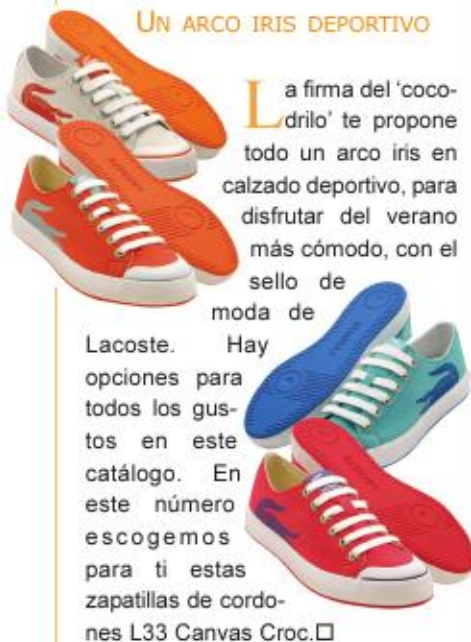 UN ARCO IRIS DEPORTIVO
La firma del ‘coco-
drilo’ te propone
todo un arco iris en
calzado deportivo, para
disfrutar del verano
más cómodo, con el
sello de
moda de
Lacoste. Hay
opciones para
todos los gus-
tos en este
catálogo. En
este número
escogemos
para ti estas
zapatillas de cordo-
nes L33 Canvas Croc.□